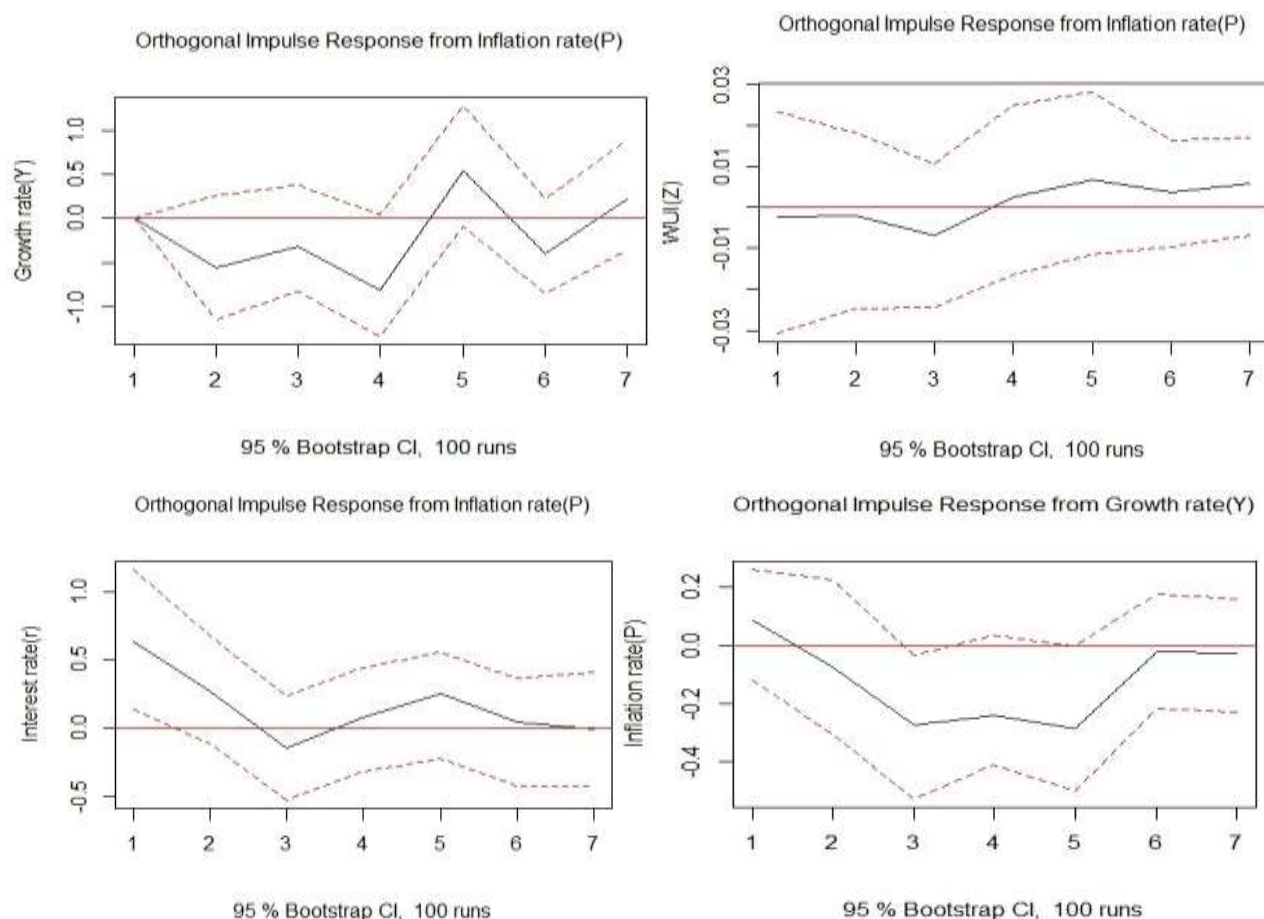 Orthogonal Impulse Response from Inflation rate(P)
Growth rate(Y)
1.0
0.5
0.0
-1.0
1 2 3 4 5 6 7
95 % Bootstrap CI, 100 runs
Orthogonal Impulse Response from Inflation rate(P)
WUI(Z)
0.03
0.01
-0.01
-0.03
1 2 3 4 5 6 7
95 % Bootstrap CI, 100 runs
Orthogonal Impulse Response from Inflation rate(P)
Interest rate(r)
1.0
0.5
0.0
-0.5
1 2 3 4 5 6 7
95 % Bootstrap CI, 100 runs
Orthogonal Impulse Response from Growth rate(Y)
Inflation rate(P)
0.2
0.0
-0.2
-0.4
1 2 3 4 5 6 7
95 % Bootstrap CI, 100 runs